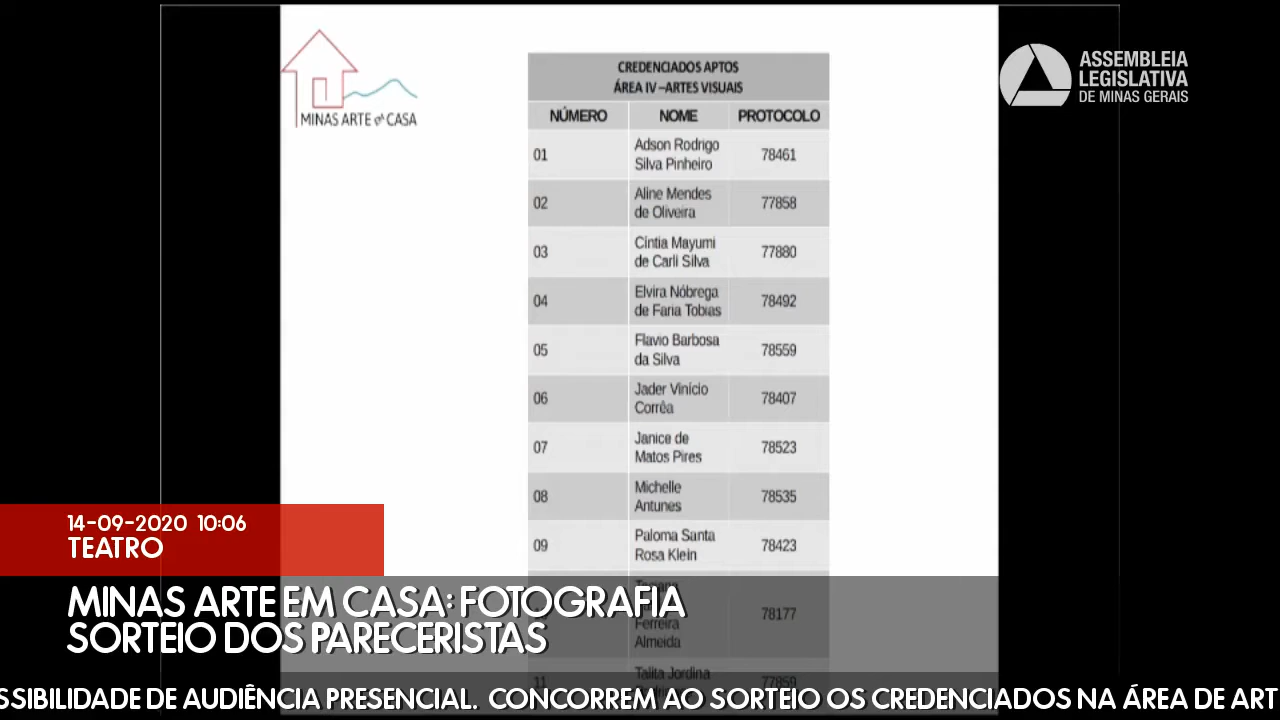 MINAS ARTE em CASA
ASSEMBLEIA
LEGISLATIVA
DE MINAS GERAIS
CREDENCIADOS APTOS
ÁREA IV –ARTES VISUAIS
NÚMERO NOME PROTOCOLO
01 Adson Rodrigo Silva Pinheiro 78461
02 Aline Mendes de Oliveira 77858
03 Cíntia Mayumi de Carli Silva 77880
04 Elvira Nóbrega de Faria Tobias 78492
05 Flavio Barbosa da Silva 78559
06 Jader Vinício Corrêa 78407
07 Janice de Matos Pires 78523
08 Michelle Antunes 78535
09 Paloma Santa Rosa Klein 78423
Ferreira Almeida 78177
11 Talita Jordina 77859
14-09-2020 10:06
TEATRO
MINAS ARTE EM CASA: FOTOGRAFIA
SORTEIO DOS PARECERISTAS
SSIBILIDADE DE AUDIÊNCIA PRESENCIAL. CONCORREM AO SORTEIO OS CREDENCIADOS NA ÁREA DE ART